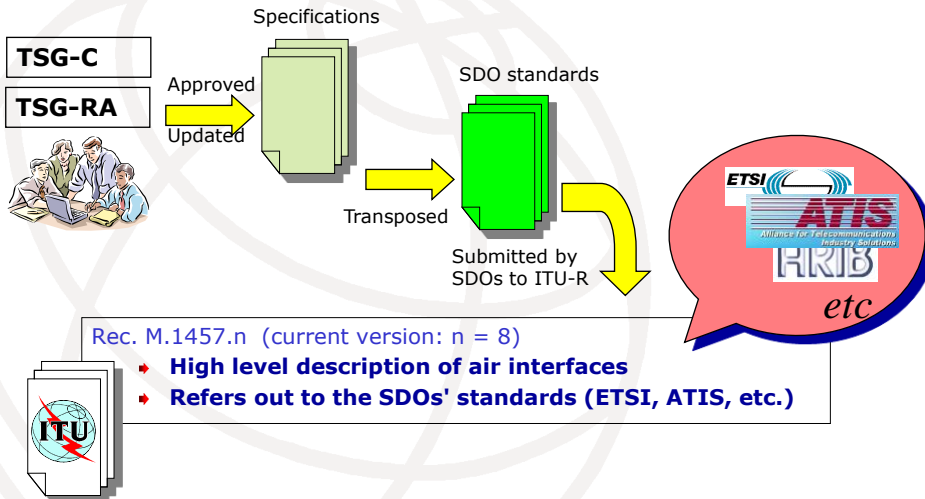 Specifications
TSG-C
TSG-RA
Approved
Updated
SDO standards
Transposed
Submitted by
SDOs to ITU-R
ETSI
ATIS
Alliance for Telecommunications
Industry Solutions
ARIB
etc
Rec. M.1457.n (current version: n = 8)
High level description of air interfaces
Refers out to the SDOs' standards (ETSI, ATIS, etc.)
ITU